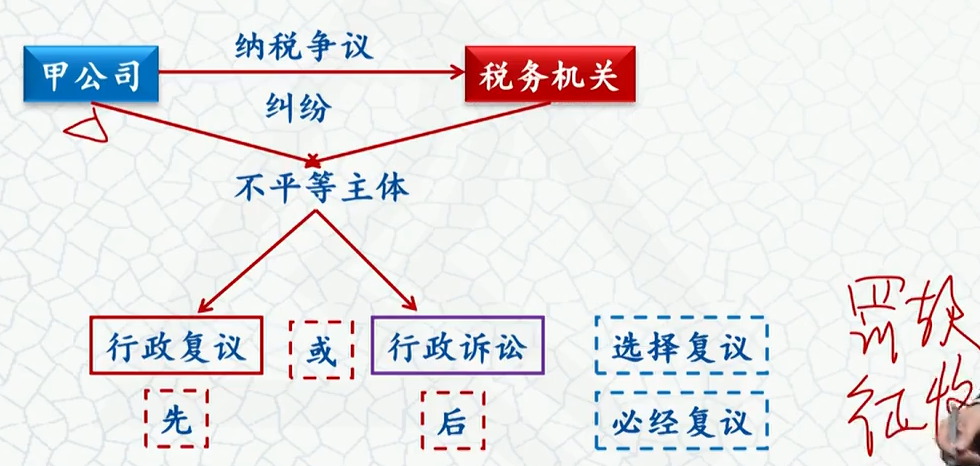 纳税争议
甲公司 税务机关
纠纷
不平等主体
行政复议 或 行政诉讼 选择复议
先 后 必经复议
罚款
征收